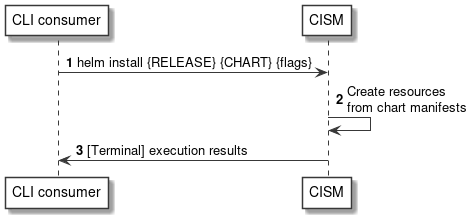 CLI consumer
CISM
1 helm install {RELEASE} {CHART} {flags}
2 Create resources
from chart manifests
3 [Terminal] execution results
CLI consumer
CISM